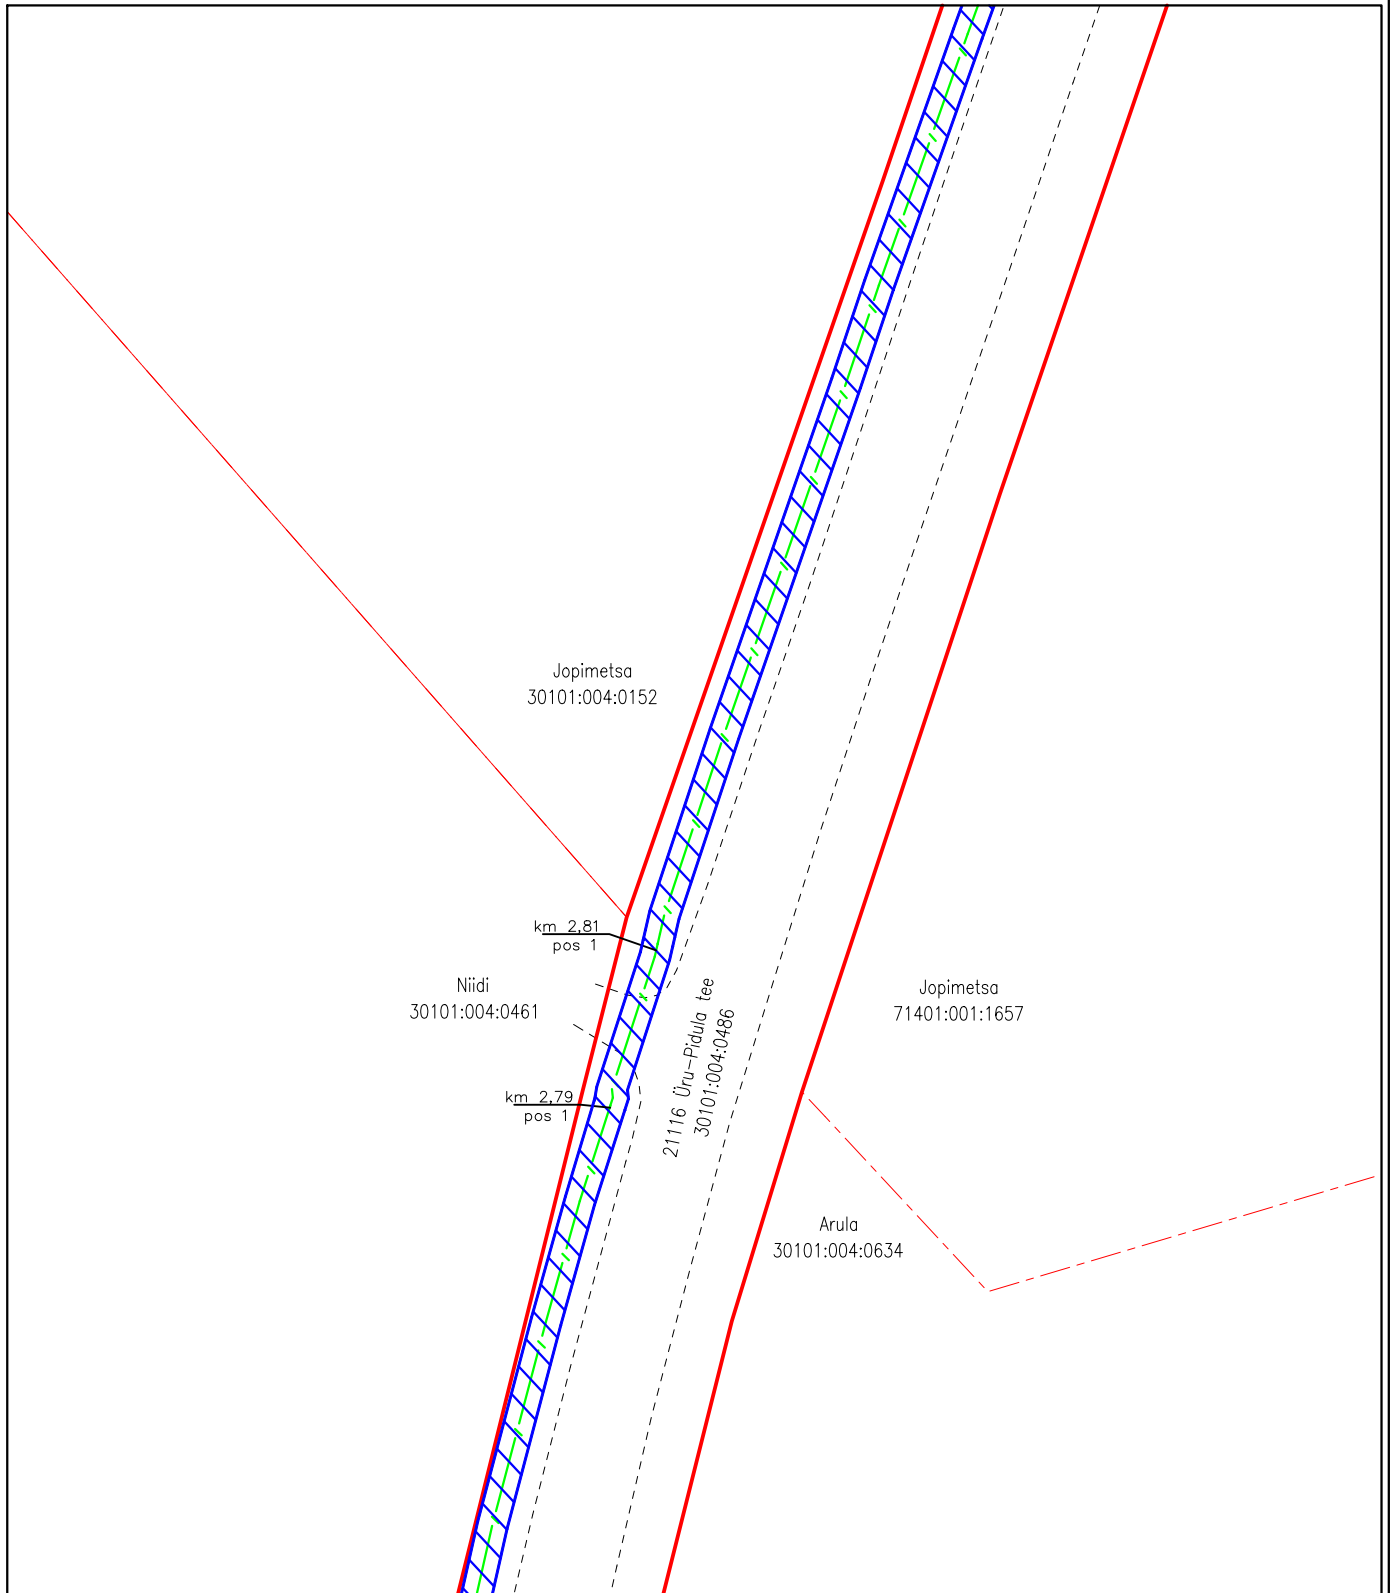 Jopimetsa
30101:004:0152
km 2,81
pos 1
Niidi
30101:004:0461
21116 Üru-Pidula tee
30101:004:0486
Jopimetsa
71401:001:1657
km 2,79
pos 1
Arula
30101:004:0634